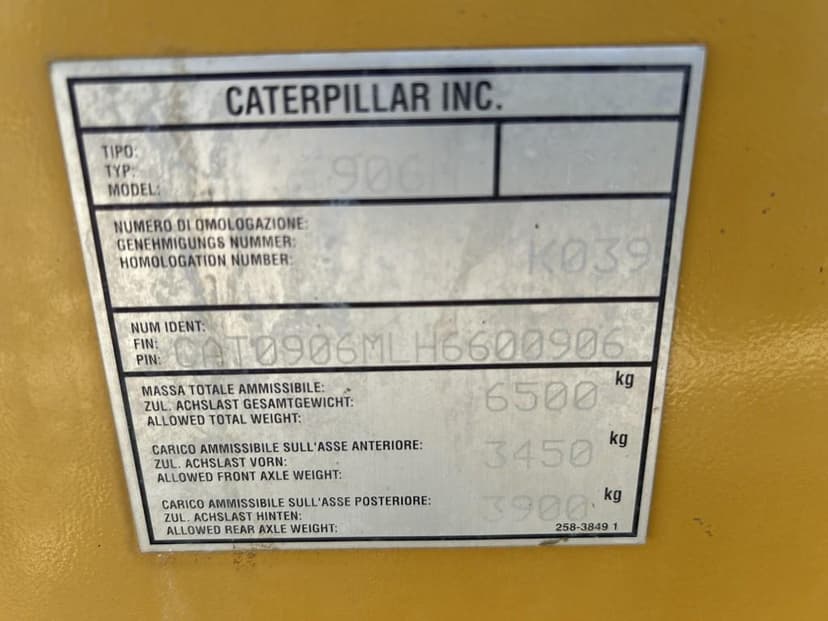 CATERPILLAR INC.
TIPO:
TYP:
MODEL: 906M
NUMERO DI OMOLOGAZIONE:
GENEHMIGUNGS NUMMER:
HOMOLOGATION NUMBER: K039
NUM IDENT:
FIN:
PIN: CAT0906MLH6600906
MASSA TOTALE AMMISSIBILE:
ZUL. ACHSLAST GESAMTGEWICHT: 6500 kg
ALLOWED TOTAL WEIGHT:
CARICO AMMISSIBILE SULL'ASSE ANTERIORE:
ZUL. ACHSLAST VORN: 3450 kg
ALLOWED FRONT AXLE WEIGHT:
CARICO AMMISSIBILE SULL'ASSE POSTERIORE:
ZUL. ACHSLAST HINTEN: 3900 kg
ALLOWED REAR AXLE WEIGHT: 258-3849 1